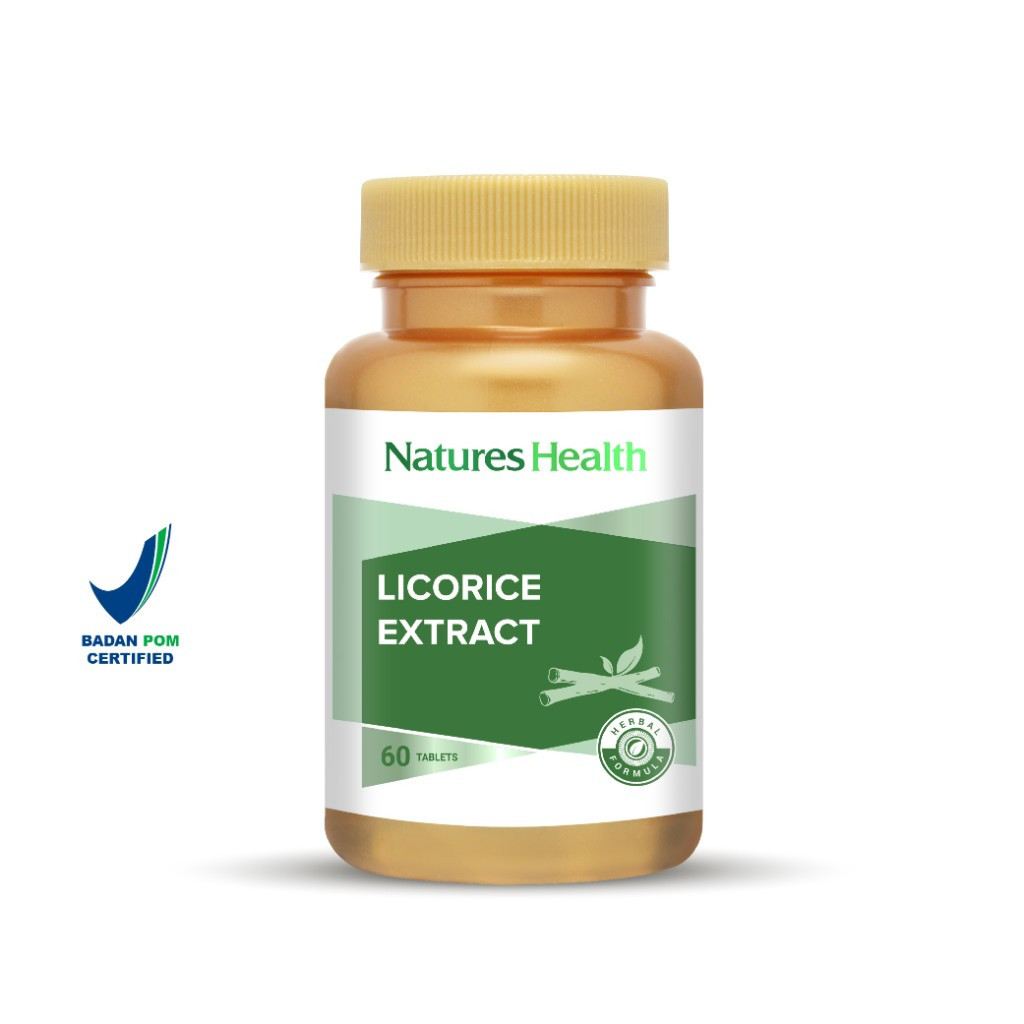 Natures Health
LICORICE
EXTRACT
60 TABLETS
HERBAL
FORMULA
BADAN POM
CERTIFIED